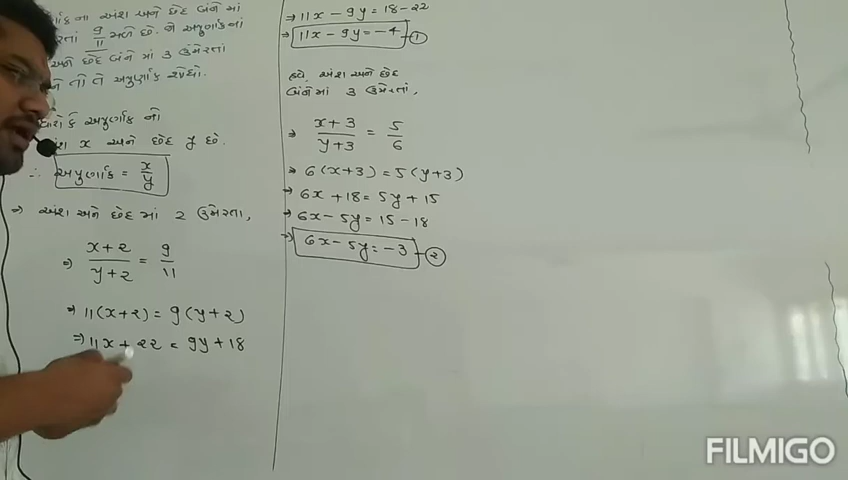 ના અંશ અને છેદ બંને માં
9/11 મળે છે. જો અપૂર્ણાંકનાં
અને છેદ બંને માં 3 ઉમેરતા
તો તે અપૂર્ણાંક શોધો.
ધારો કે અપૂર્ણાંક નો
અંશ x અને છેદ y છે.
∴ અપૂર્ણાંક = x/y
⇒ અંશ અને છેદ માં 2 ઉમેરતા,
⇒ x+2/y+2 = 9/11
⇒ 11(x+2) = 9(y+2)
⇒ 11x + 22 = 9y + 18
⇒ 11x - 9y = 18 - 22
⇒ 11x - 9y = -4 - ①
હવે, અંશ અને છેદ
બંનેમાં 3 ઉમેરતાં,
⇒ x+3/y+3 = 5/6
⇒ 6(x+3) = 5(y+3)
⇒ 6x + 18 = 5y + 15
⇒ 6x - 5y = 15 - 18
⇒ 6x - 5y = -3 - ②
FILMIGO